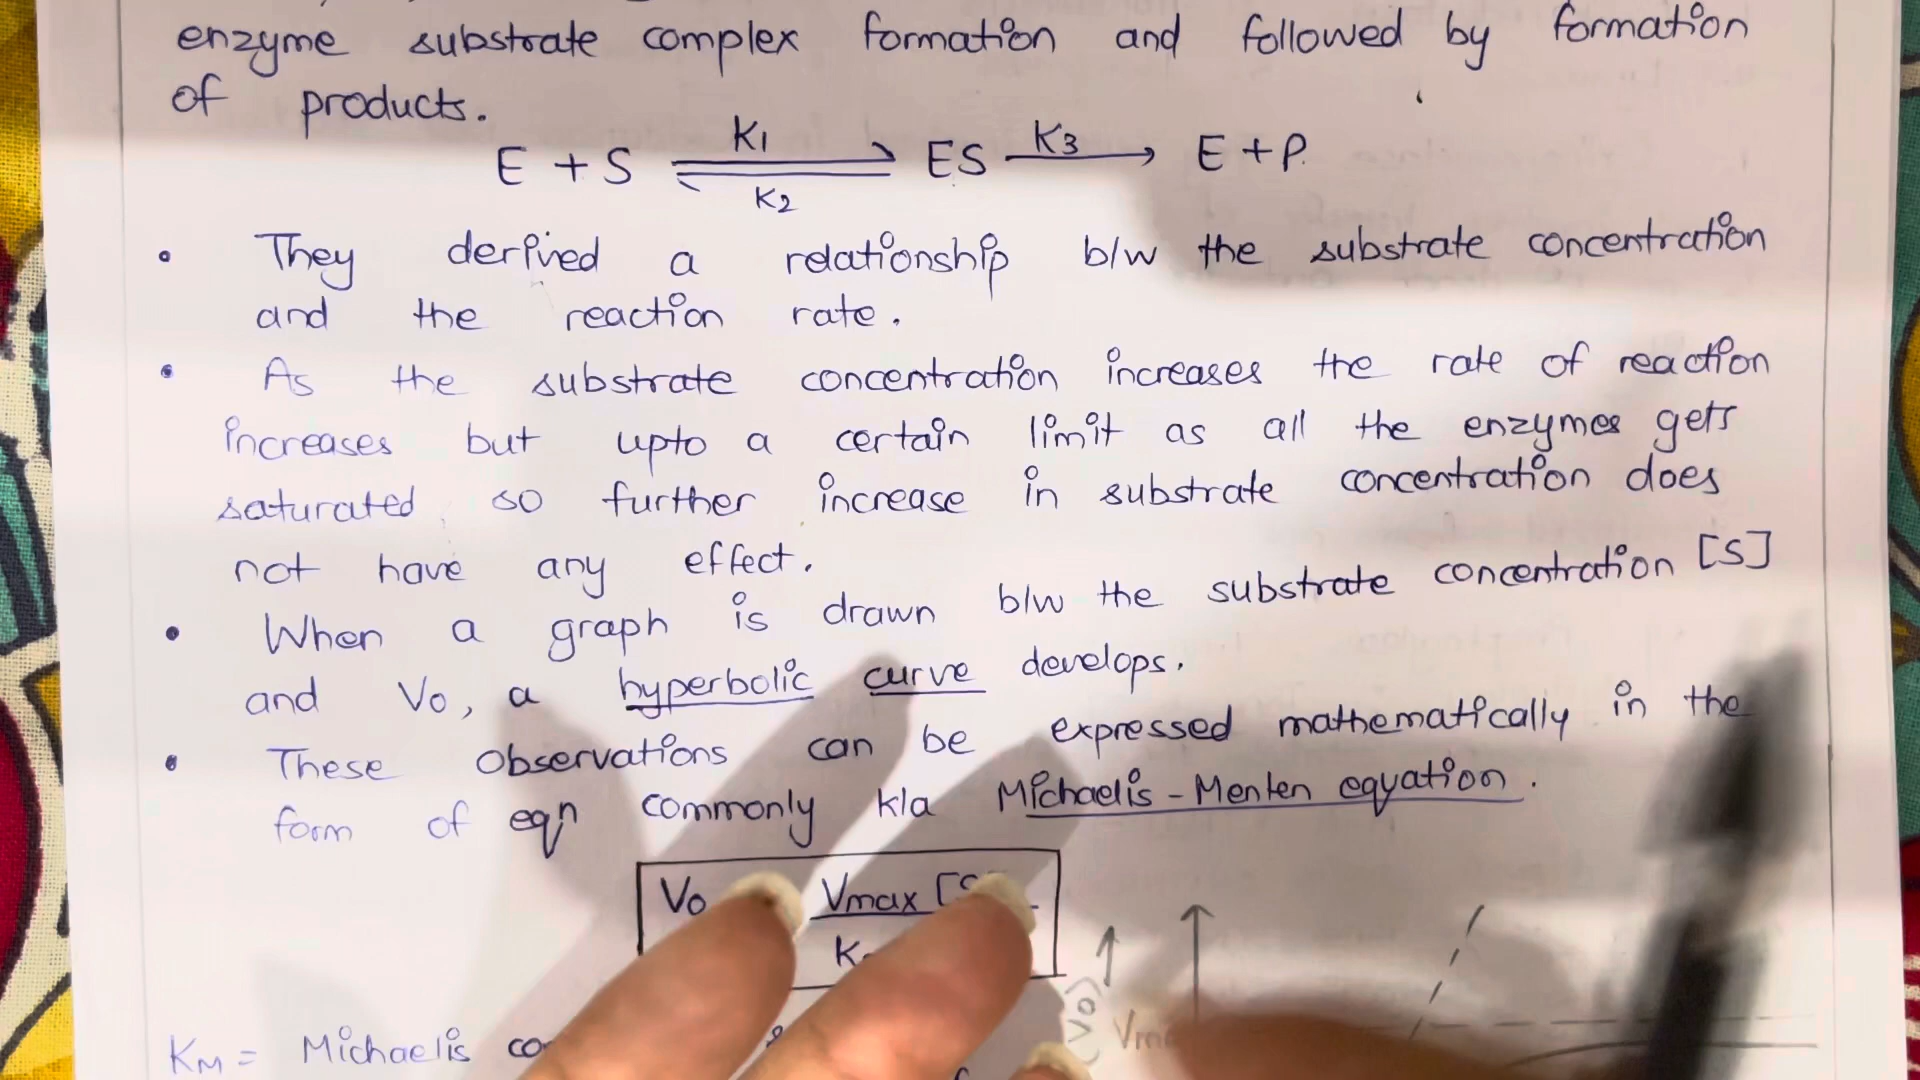 enzyme substrate complex formation and followed by formation
of products.
K1 K3
E + S ⇌ ES → E + P.
K2
• They derived a relationship b/w the substrate concentration
and the reaction rate.
• As the substrate concentration increases the rate of reaction
increases but upto a certain limit as all the enzymes gets
saturated so further increase in substrate concentration does
not have any effect.
• When a graph is drawn b/w the substrate concentration [S]
and Vo, a hyperbolic curve develops.
• These observations can be expressed mathematically in the
form of eqn commonly k/a Michaelis - Menten equation.
Vo Vmax
K
(Vo)
KM = Michaelis